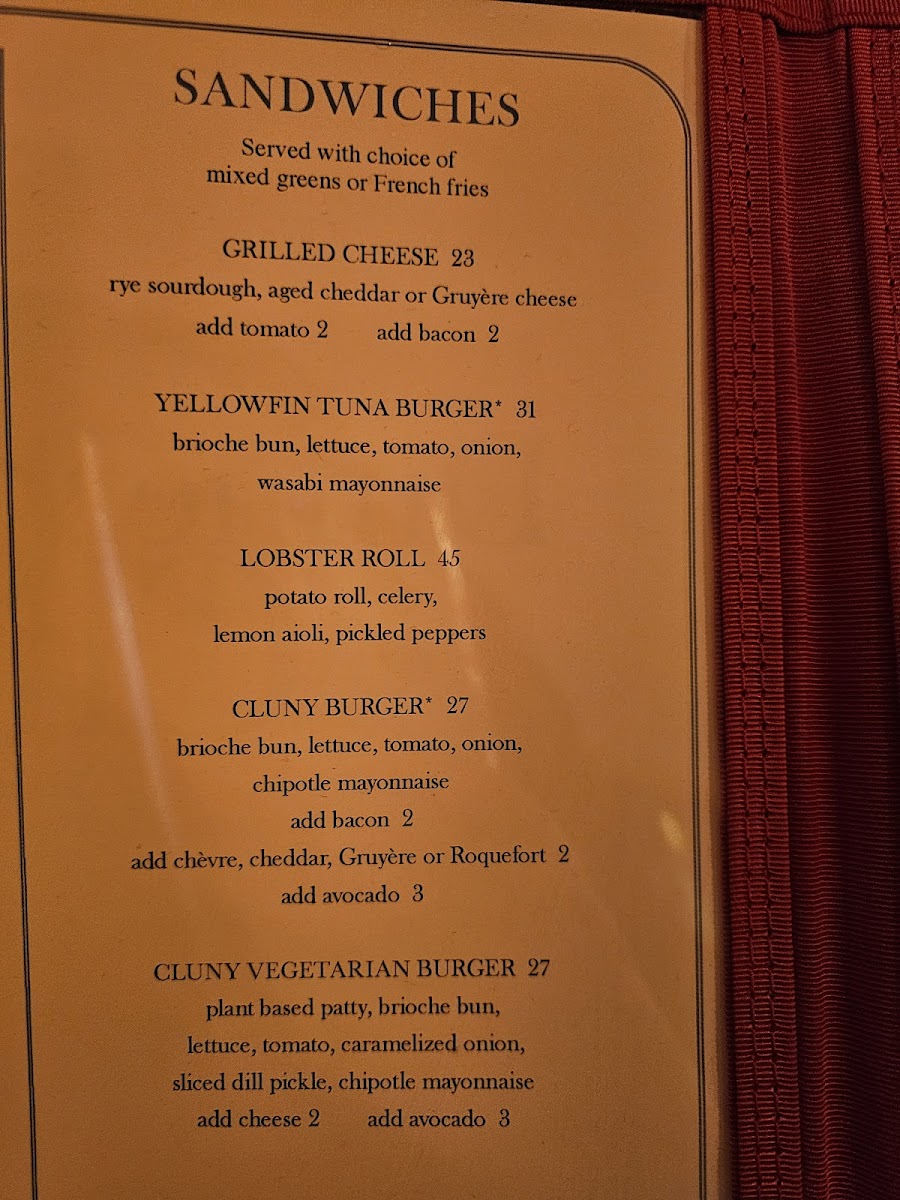 SANDWICHES
Served with choice of
mixed greens or French fries
GRILLED CHEESE 23
rye sourdough, aged cheddar or Gruyère cheese
add tomato 2 add bacon 2
YELLOWFIN TUNA BURGER* 31
brioche bun, lettuce, tomato, onion,
wasabi mayonnaise
LOBSTER ROLL 45
potato roll, celery,
lemon aioli, pickled peppers
CLUNY BURGER* 27
brioche bun, lettuce, tomato, onion,
chipotle mayonnaise
add bacon 2
add chèvre, cheddar, Gruyère or Roquefort 2
add avocado 3
CLUNY VEGETARIAN BURGER 27
plant based patty, brioche bun,
lettuce, tomato, caramelized onion,
sliced dill pickle, chipotle mayonnaise
add cheese 2 add avocado 3